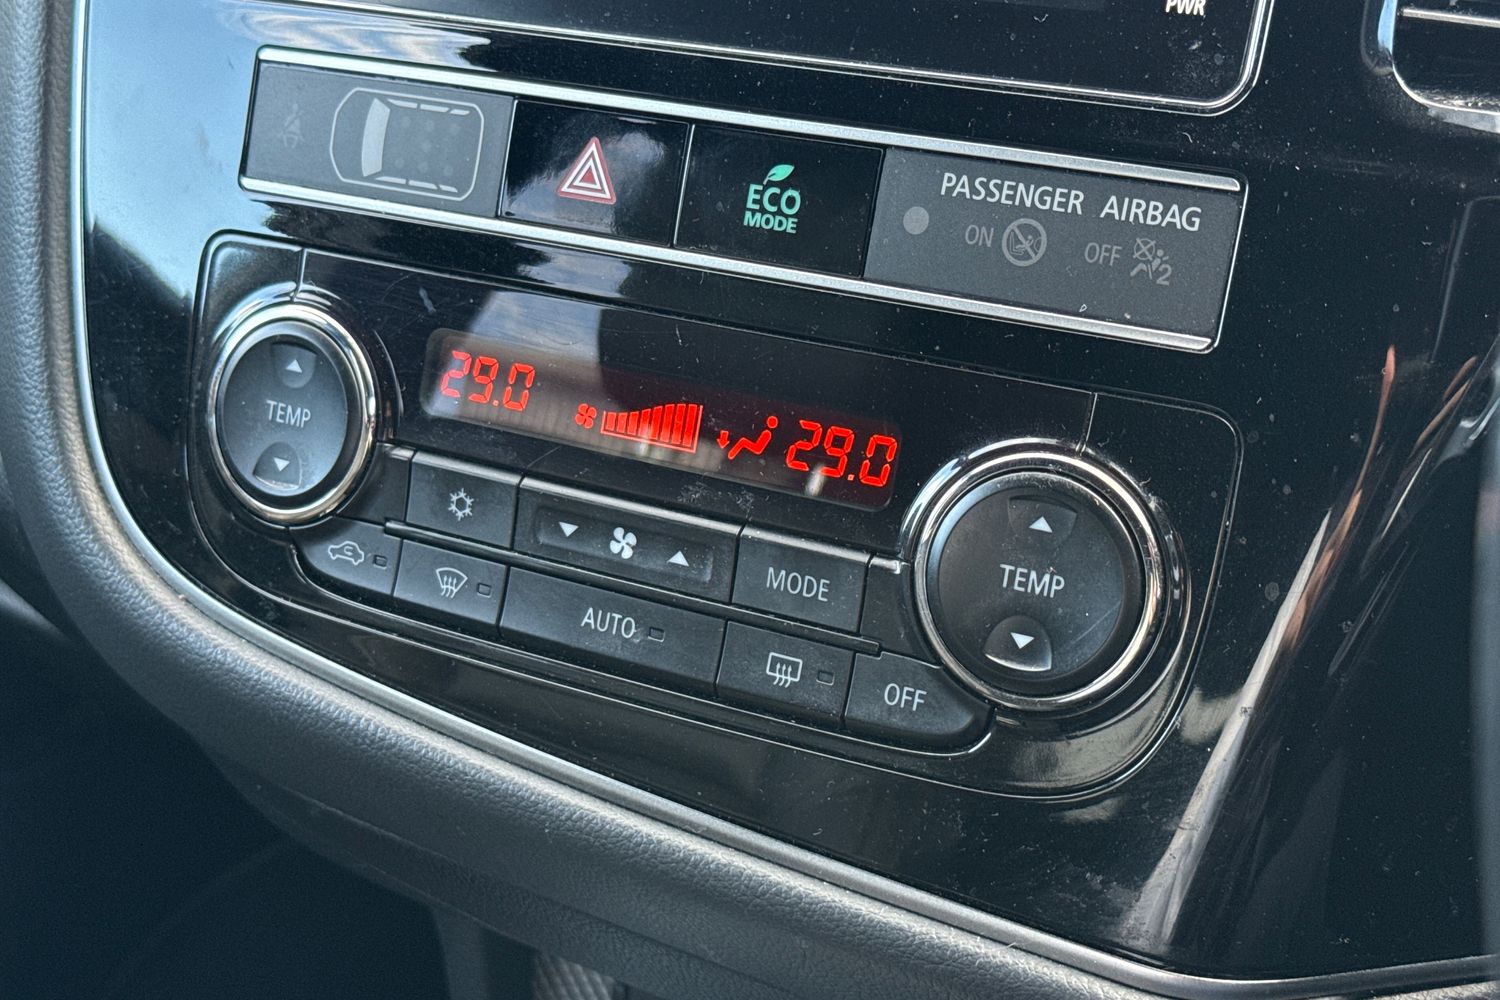 PWR
ECO
MODE
PASSENGER AIRBAG
ON OFF 2
29.0 29.0
TEMP
TEMP
MODE
AUTO
OFF